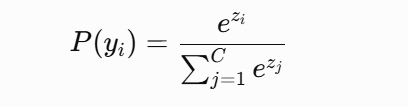 P(y_i) = \frac{e^{z_i}}{\sum_{j=1}^{C} e^{z_j}}